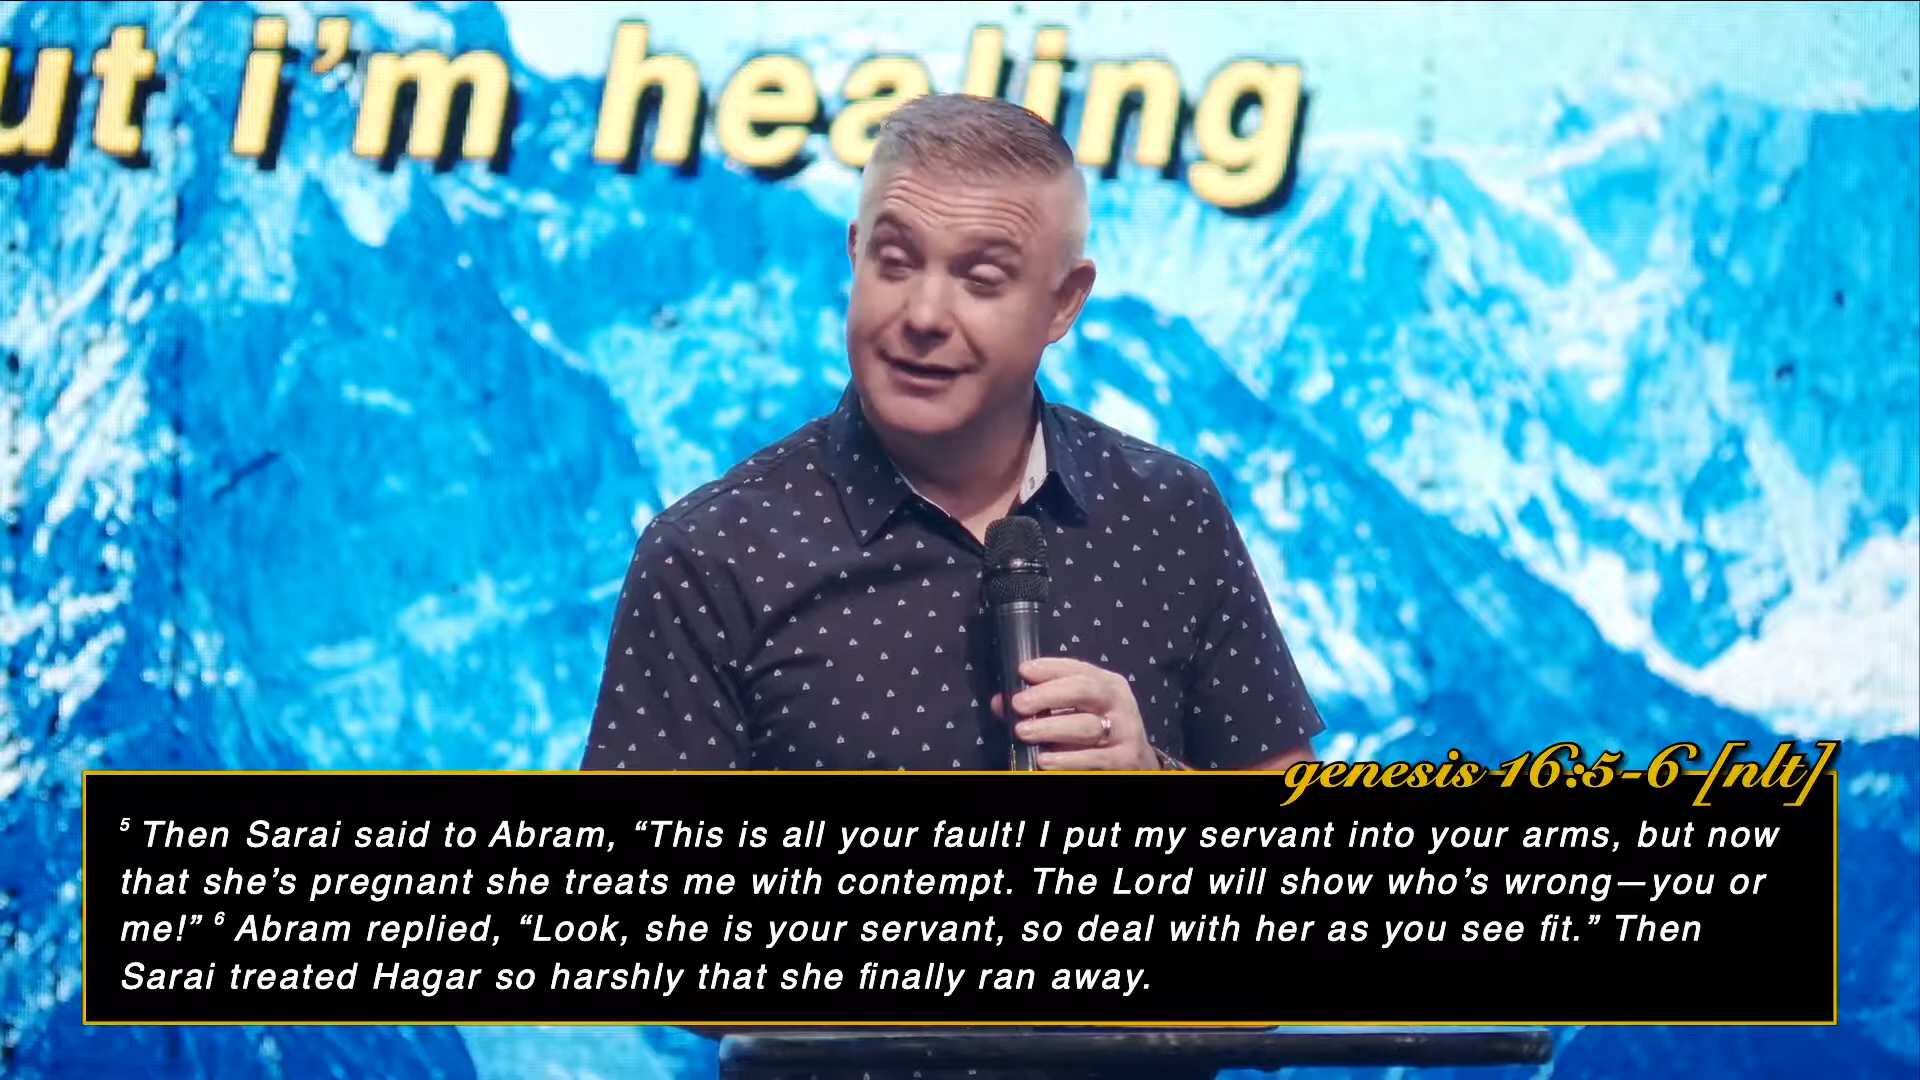 ut i'm healing
genesis 16:5-6 [nlt]
⁵ Then Sarai said to Abram, “This is all your fault! I put my servant into your arms, but now
that she’s pregnant she treats me with contempt. The Lord will show who’s wrong—you or
me!” ⁶ Abram replied, “Look, she is your servant, so deal with her as you see fit.” Then
Sarai treated Hagar so harshly that she finally ran away.